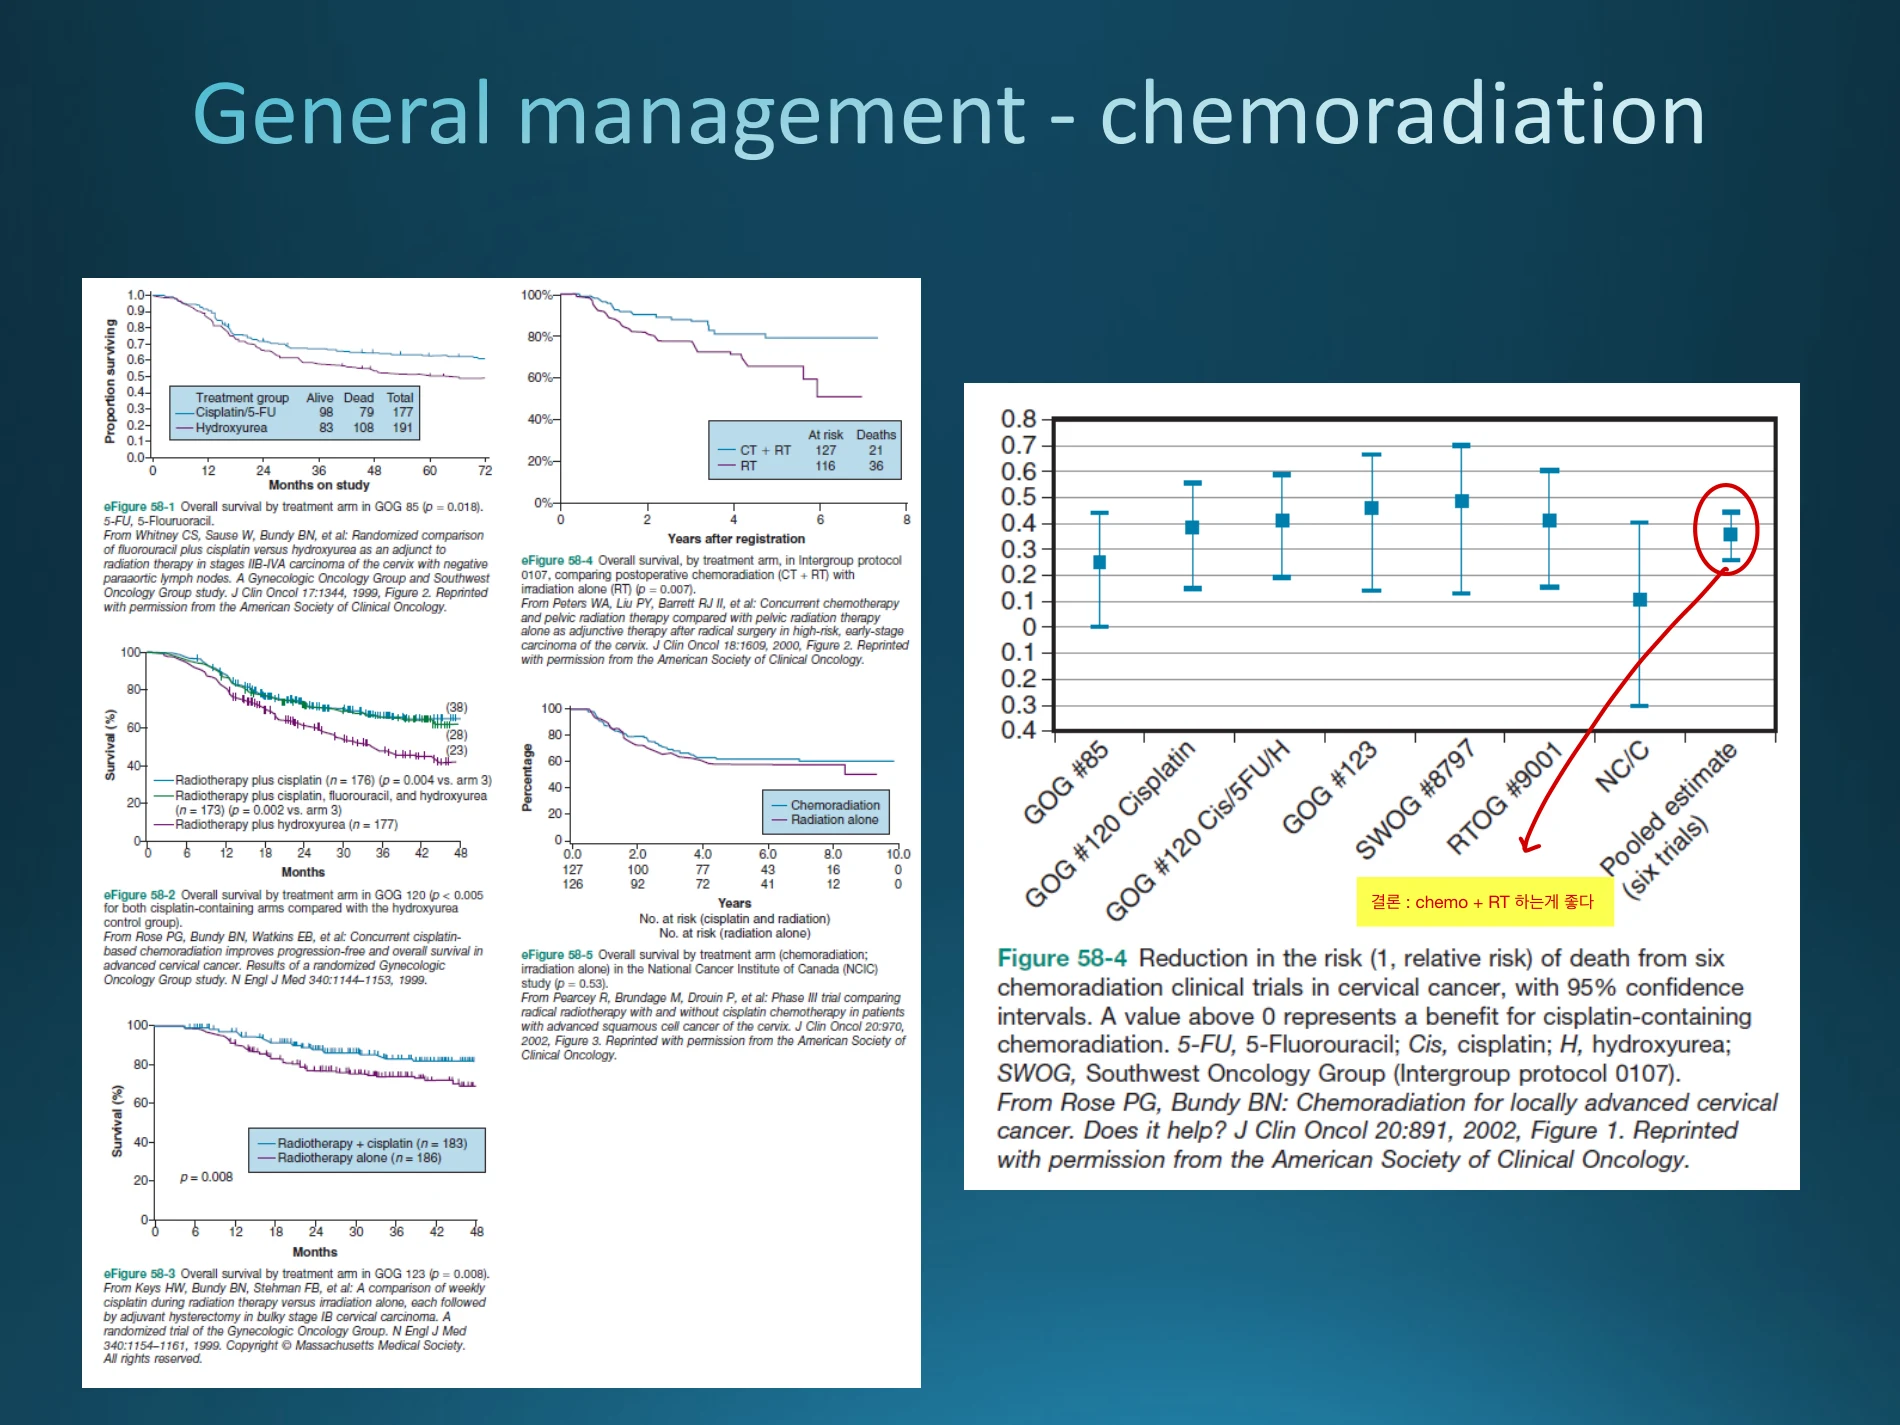 General management - chemoradiation
1.0
0.9
0.8
0.7
0.6
0.5
0.4
0.3
0.2
0.1
0.0
Proportion surviving
Treatment group Alive Dead Total
Cisplatin/5-FU 98 79 177
Hydroxyurea 83 108 191
0 12 24 36 48 60 72
Months on study
eFigure 58-1 Overall survival by treatment arm in GOG 85 (p = 0.018).
5-FU, 5-Flouruoracil.
From Whitney CS, Sause W, Bundy BN, et al: Randomized comparison
of fluorouracil plus cisplatin versus hydroxyurea as an adjunct to
radiation therapy in stages IIB-IVA carcinoma of the cervix with negative
paraaortic lymph nodes. A Gynecologic Oncology Group and Southwest
Oncology Group study. J Clin Oncol 17:1344, 1999, Figure 2. Reprinted
with permission from the American Society of Clinical Oncology.
100
80
60
40
20
0
Survival (%)
(38)
(28)
(23)
Radiotherapy plus cisplatin (n = 176) (p = 0.004 vs. arm 3)
Radiotherapy plus cisplatin, fluorouracil, and hydroxyurea
(n = 173) (p = 0.002 vs. arm 3)
Radiotherapy plus hydroxyurea (n = 177)
0 6 12 18 24 30 36 42 48
Months
eFigure 58-2 Overall survival by treatment arm in GOG 120 (p < 0.005
for both cisplatin-containing arms compared with the hydroxyurea
control group).
From Rose PG, Bundy BN, Watkins EB, et al: Concurrent cisplatin-
based chemoradiation improves progression-free and overall survival in
advanced cervical cancer. Results of a randomized Gynecologic
Oncology Group study. N Engl J Med 340:1144–1153, 1999.
100
80
60
40
20
0
Survival (%)
Radiotherapy + cisplatin (n = 183)
Radiotherapy alone (n = 186)
p = 0.008
0 6 12 18 24 30 36 42 48
Months
eFigure 58-3 Overall survival by treatment arm in GOG 123 (p = 0.008).
From Keys HW, Bundy BN, Stehman FB, et al: A comparison of weekly
cisplatin during radiation therapy versus irradiation alone, each followed
by adjuvant hysterectomy in bulky stage IB cervical carcinoma. A
randomized trial of the Gynecologic Oncology Group. N Engl J Med
340:1154–1161, 1999. Copyright © Massachusetts Medical Society.
All rights reserved.
100%
80%
60%
40%
20%
0%
At risk Deaths
CT + RT 127 21
RT 116 36
0 2 4 6 8
Years after registration
eFigure 58-4 Overall survival, by treatment arm, in Intergroup protocol
0107, comparing postoperative chemoradiation (CT + RT) with
irradiation alone (RT) (p = 0.007).
From Peters WA, Liu PY, Barrett RJ II, et al: Concurrent chemotherapy
and pelvic radiation therapy compared with pelvic radiation therapy
alone as adjunctive therapy after radical surgery in high-risk, early-stage
carcinoma of the cervix. J Clin Oncol 18:1609, 2000, Figure 2. Reprinted
with permission from the American Society of Clinical Oncology.
100
80
60
40
20
0
Percentage
Chemoradiation
Radiation alone
0.0 2.0 4.0 6.0 8.0 10.0
127 100 77 43 16 0
126 92 72 41 12 0
Years
No. at risk (cisplatin and radiation)
No. at risk (radiation alone)
eFigure 58-5 Overall survival by treatment arm (chemoradiation;
irradiation alone) in the National Cancer Institute of Canada (NCIC)
study (p = 0.53).
From Pearcey R, Brundage M, Drouin P, et al: Phase III trial comparing
radical radiotherapy with and without cisplatin chemotherapy in patients
with advanced squamous cell cancer of the cervix. J Clin Oncol 20:970,
2002, Figure 3. Reprinted with permission from the American Society of
Clinical Oncology.
0.8
0.7
0.6
0.5
0.4
0.3
0.2
0.1
0
0.1
0.2
0.3
0.4
GOG #85
GOG #120 Cisplatin
GOG #120 Cis/5FU/H
GOG #123
SWOG #8797
RTOG #9001
NC/C
Pooled estimate
(six trials)
결론 : chemo + RT 하는게 좋다
Figure 58-4 Reduction in the risk (1, relative risk) of death from six
chemoradiation clinical trials in cervical cancer, with 95% confidence
intervals. A value above 0 represents a benefit for cisplatin-containing
chemoradiation. 5-FU, 5-Fluorouracil; Cis, cisplatin; H, hydroxyurea;
SWOG, Southwest Oncology Group (Intergroup protocol 0107).
From Rose PG, Bundy BN: Chemoradiation for locally advanced cervical
cancer. Does it help? J Clin Oncol 20:891, 2002, Figure 1. Reprinted
with permission from the American Society of Clinical Oncology.